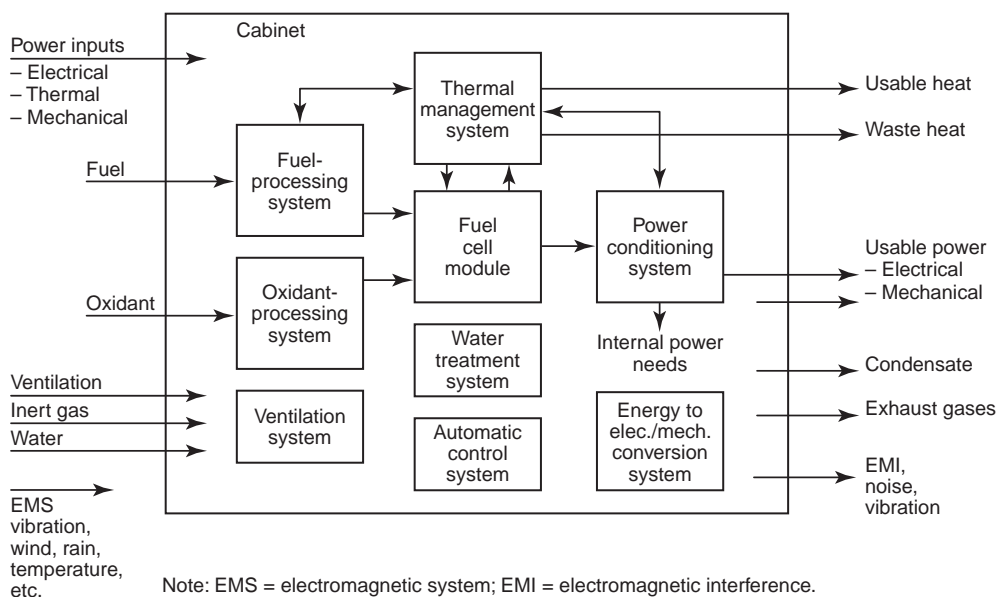 Cabinet
Power inputs
– Electrical
– Thermal
– Mechanical
Fuel
Oxidant
Ventilation
Inert gas
Water
EMS
vibration,
wind, rain,
temperature,
etc.
Fuel-
processing
system
Oxidant-
processing
system
Ventilation
system
Thermal
management
system
Fuel
cell
module
Water
treatment
system
Automatic
control
system
Power
conditioning
system
Internal power
needs
Energy to
elec./mech.
conversion
system
Usable heat
Waste heat
Usable power
– Electrical
– Mechanical
Condensate
Exhaust gases
EMI,
noise,
vibration
Note: EMS = electromagnetic system; EMI = electromagnetic interference.